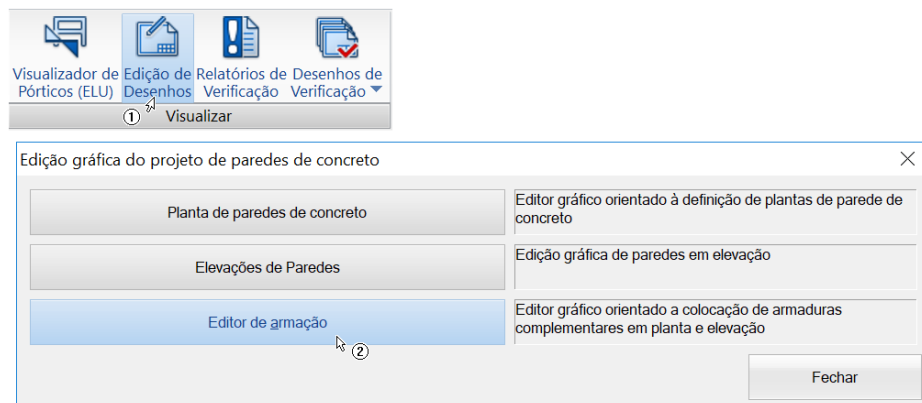 Visualizador de
Pórticos (ELU)
Edição de
Desenhos
Relatórios de
Verificação
Desenhos de
Verificação
①
Visualizar
Edição gráfica do projeto de paredes de concreto
Planta de paredes de concreto
Editor gráfico orientado à definição de plantas de parede de
concreto
Elevações de Paredes
Edição gráfica de paredes em elevação
Editor de armação
②
Editor gráfico orientado a colocação de armaduras
complementares em planta e elevação
Fechar